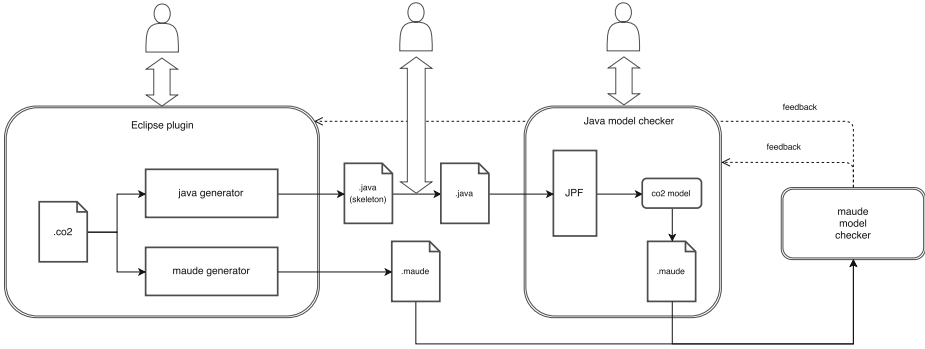 feedback
Eclipse plugin
Java model checker
feedback
java generator
.java
(skeleton)
.java
JPF
co2 model
.co2
maude
model
checker
maude generator
.maude
.maude